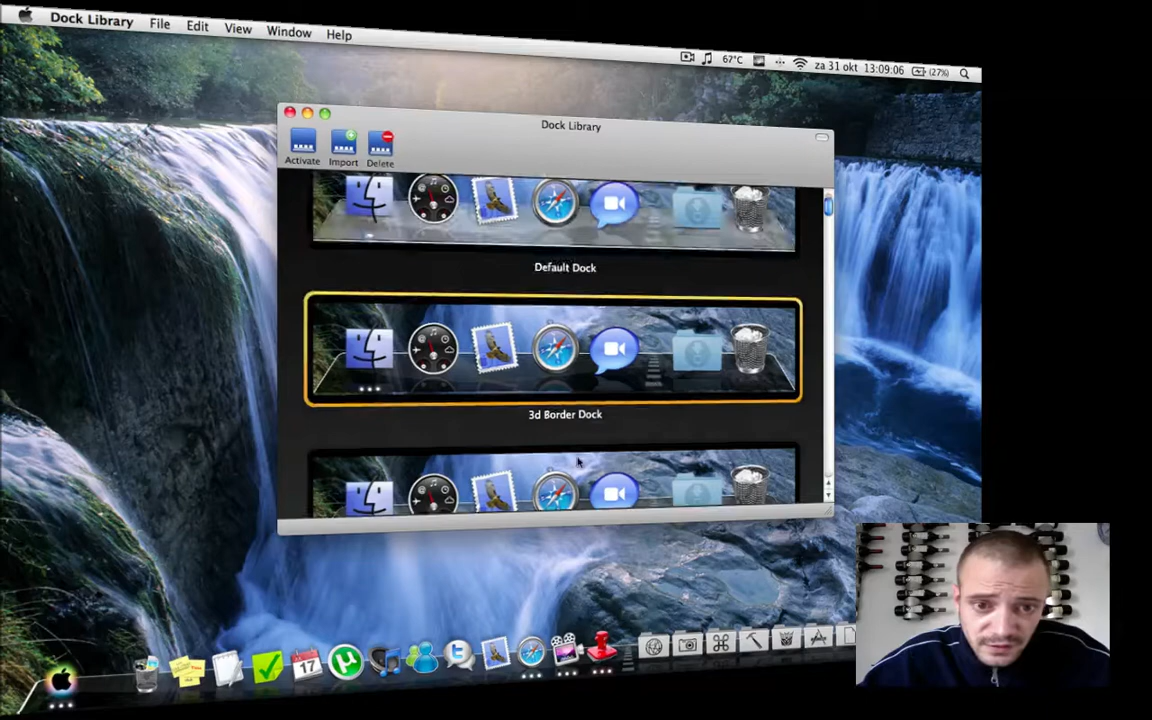 Dock Library File Edit View Window Help
67°C za 31 okt 13:09:06 (27%)
Dock Library
Activate Import Delete
Default Dock
3d Border Dock
17